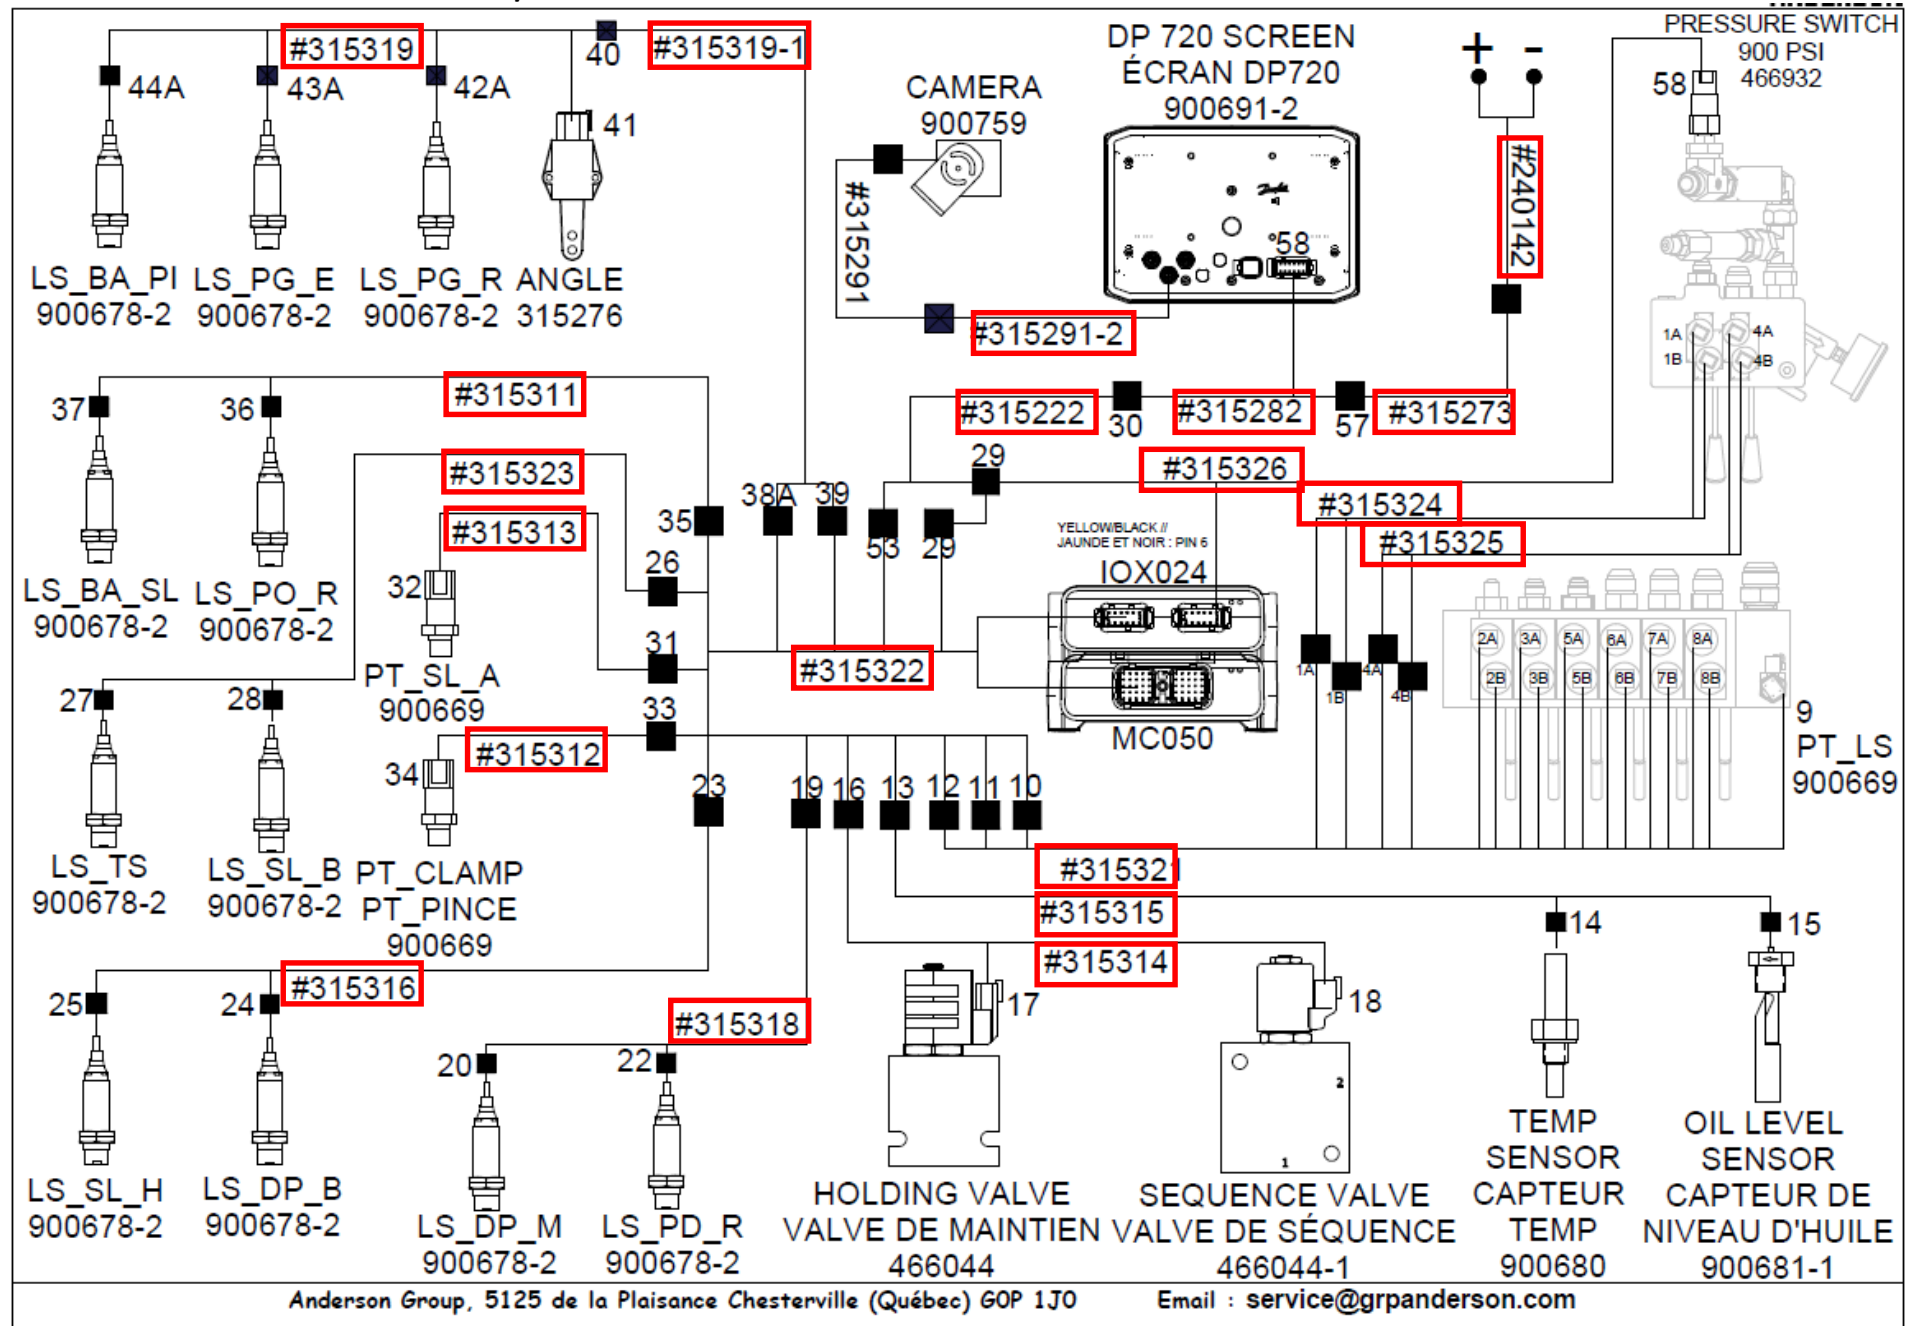 #315319
40
#315319-1
44A
43A
42A
41
LS_BA_PI
900678-2
LS_PG_E
900678-2
LS_PG_R
900678-2
ANGLE
315276
CAMERA
900759
#315291
#315291-2
DP 720 SCREEN
ÉCRAN DP720
900691-2
58
+ -
#240142
PRESSURE SWITCH
900 PSI
466932
58
1A
1B
4A
4B
37
36
#315311
LS_BA_SL
900678-2
LS_PO_R
900678-2
#315323
#315313
32
PT_SL_A
900669
35
26
31
33
#315222
30
#315282
57
#315273
29
#315326
#315324
#315325
38A
39
53
29
YELLOW/BLACK //
JAUNDE ET NOIR : PIN 6
IOX024
MC050
#315322
1A
1B
4A
4B
2A
3A
5A
6A
7A
8A
2B
3B
5B
6B
7B
8B
9
PT_LS
900669
27
28
LS_TS
900678-2
LS_SL_B
900678-2
#315312
34
PT_CLAMP
PT_PINCE
900669
23
19
16
13
12
11
10
#315321
#315315
#315314
14
15
25
24
#315316
LS_SL_H
900678-2
LS_DP_B
900678-2
#315318
20
22
LS_DP_M
900678-2
LS_PD_R
900678-2
17
HOLDING VALVE
VALVE DE MAINTIEN
466044
18
2
1
SEQUENCE VALVE
VALVE DE SÉQUENCE
466044-1
TEMP
SENSOR
CAPTEUR
TEMP
900680
OIL LEVEL
SENSOR
CAPTEUR DE
NIVEAU D'HUILE
900681-1
Anderson Group, 5125 de la Plaisance Chesterville (Québec) G0P 1J0
Email : service@grpanderson.com